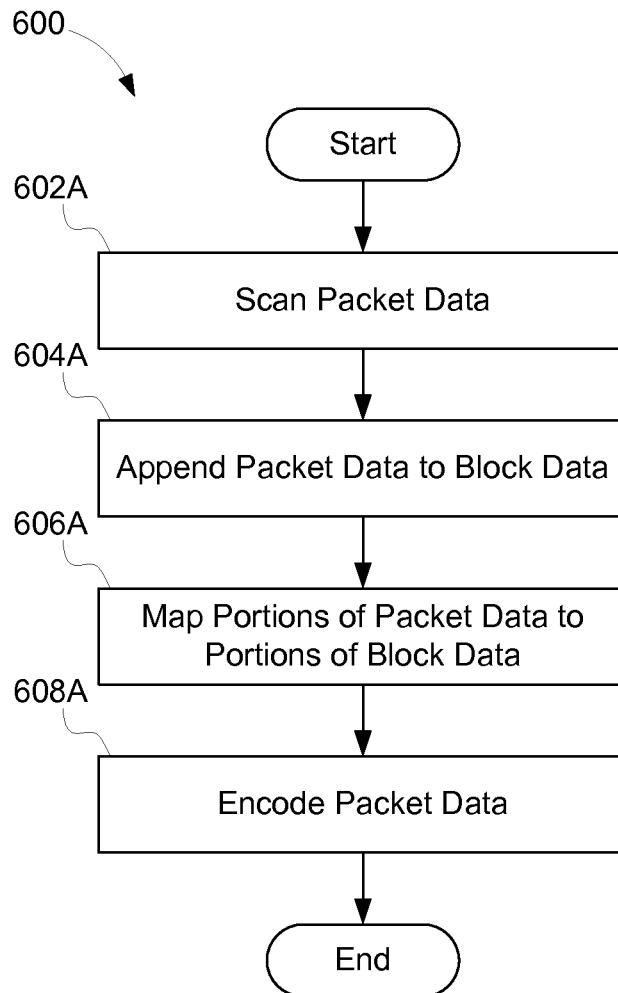 600
Start
602A
Scan Packet Data
604A
Append Packet Data to Block Data
606A
Map Portions of Packet Data to
Portions of Block Data
608A
Encode Packet Data
End